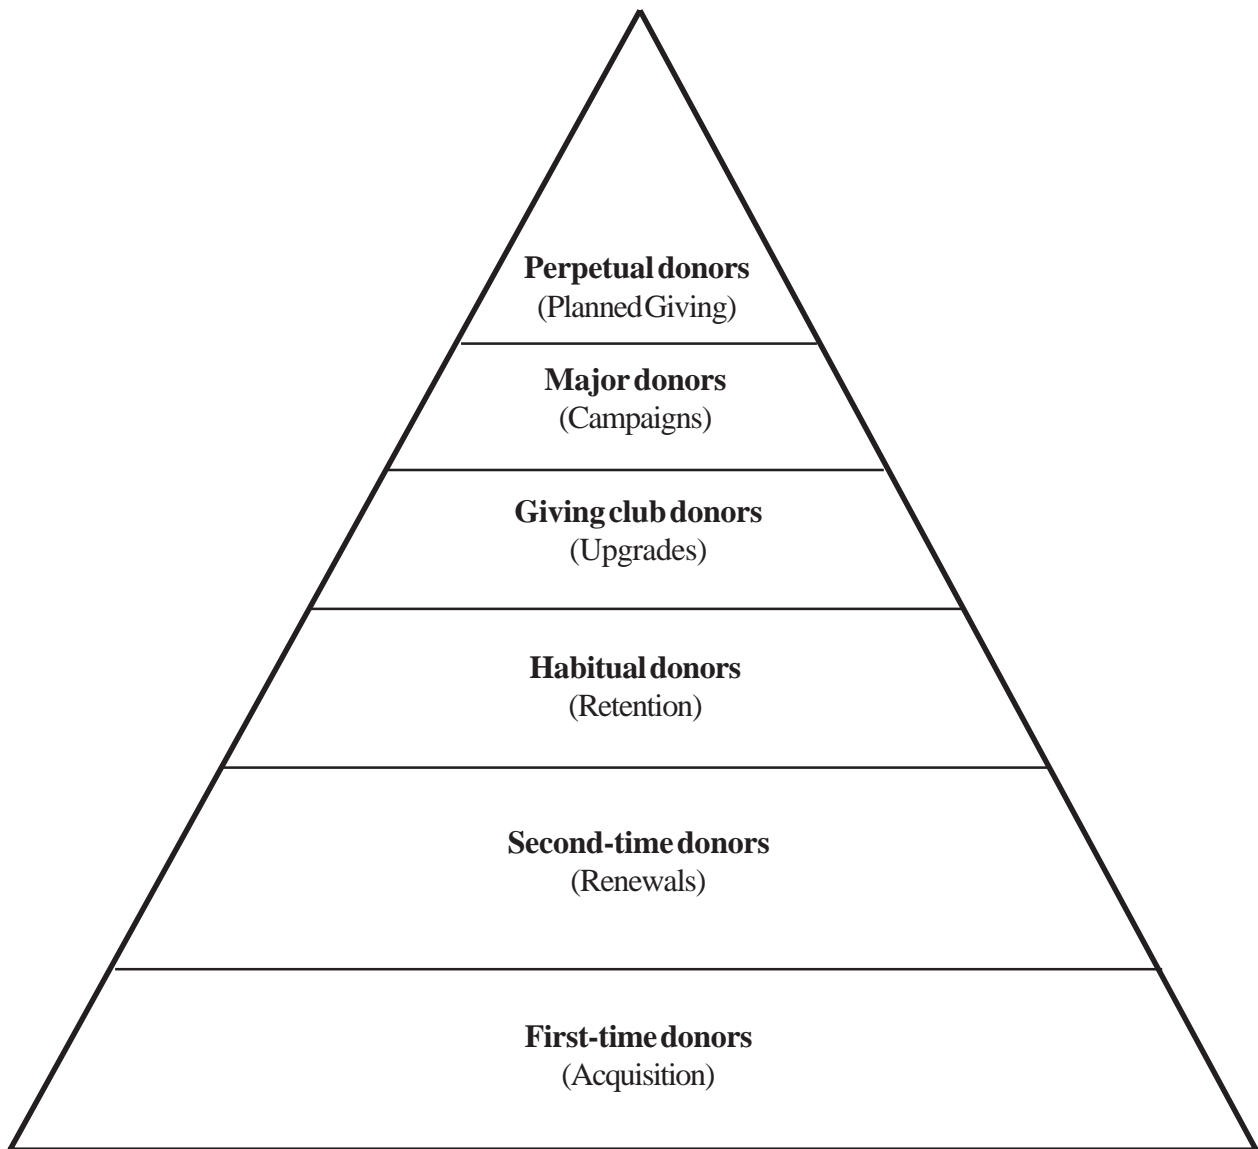 Perpetual donors
(Planned Giving)
Major donors
(Campaigns)
Giving club donors
(Upgrades)
Habitual donors
(Retention)
Second-time donors
(Renewals)
First-time donors
(Acquisition)